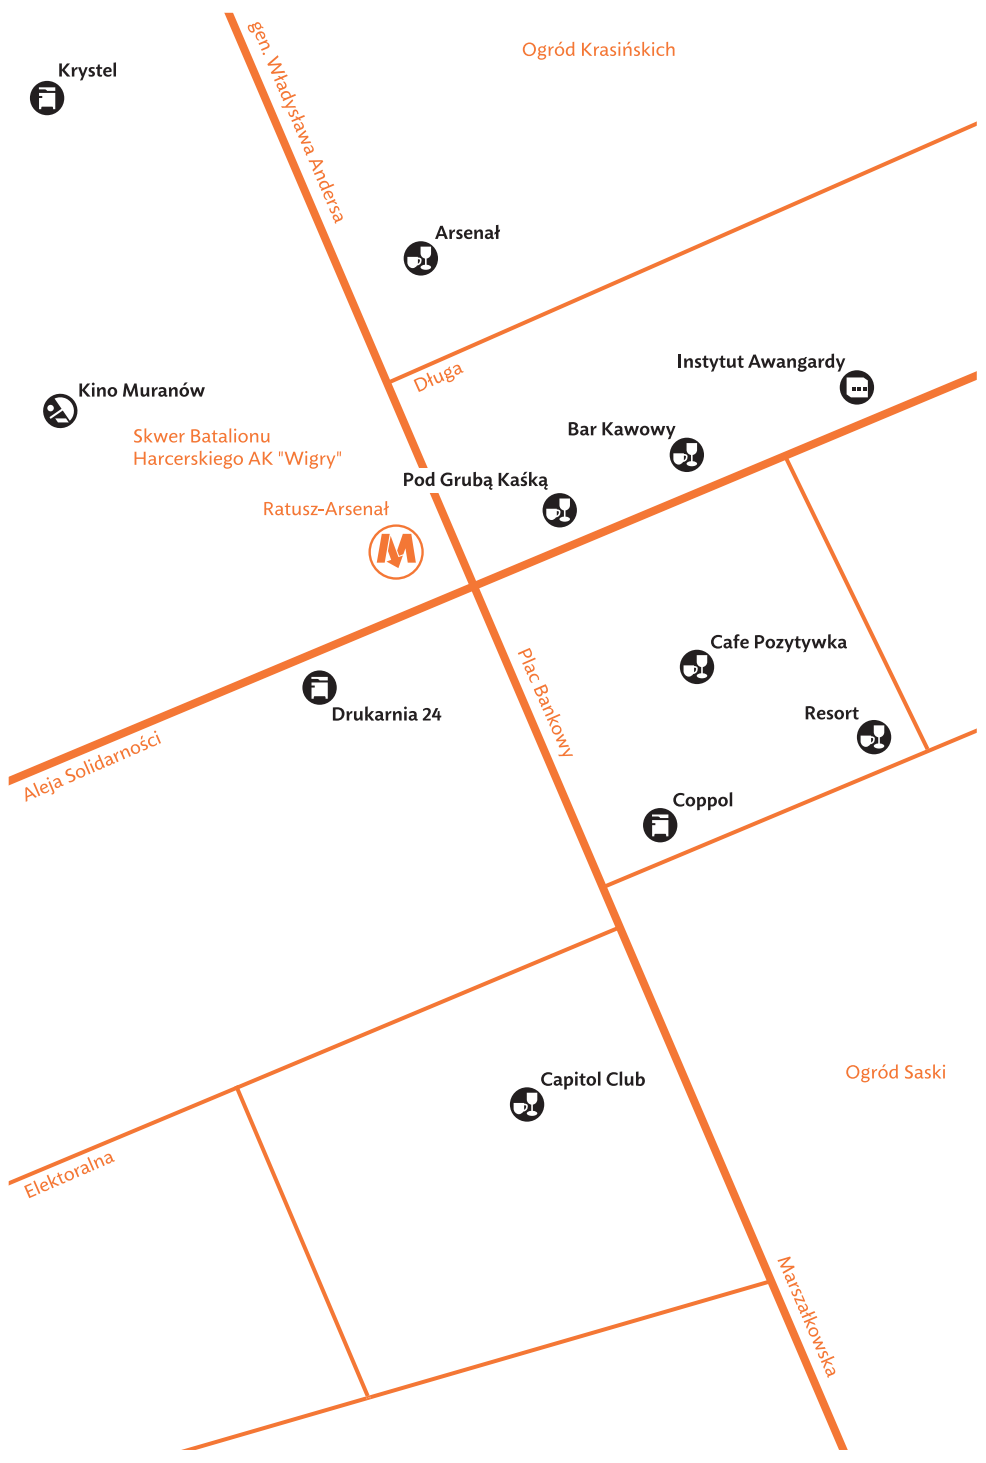 gen. Władysława Andersa
Ogród Krasińskich
Krystel
Arsenał
Długa
Instytut Awangardy
Kino Muranów
Bar Kawowy
Skwer Batalionu
Harcerskiego AK "Wigry"
Pod Grubą Kaśką
Ratusz-Arsenał
M
Cafe Pozytywka
Plac Bankowy
Resort
Drukarnia 24
Aleja Solidarności
Coppol
Ogród Saski
Capitol Club
Elektoralna
Marszałkowska